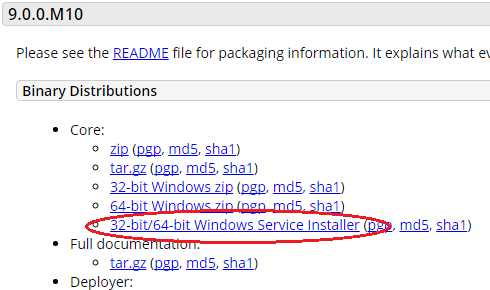 9.0.0.M10
Please see the README file for packaging information. It explains what
Binary Distributions
Core:
zip (pgp, md5, sha1)
tar.gz (pgp, md5, sha1)
32-bit Windows zip (pgp, md5, sha1)
64-bit Windows zip (pgp, md5, sha1)
32-bit/64-bit Windows Service Installer (pgp, md5, sha1)
Full documentation:
tar.gz (pgp, md5, sha1)
Deployer: